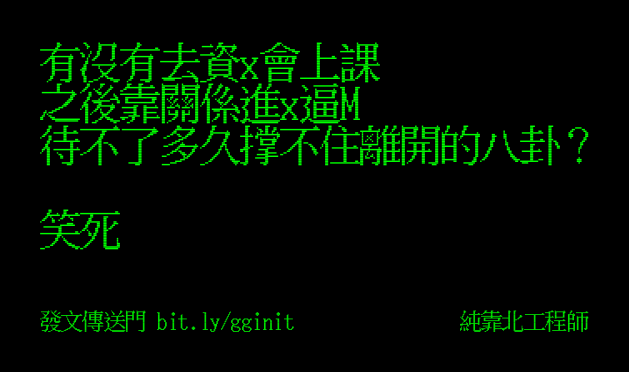 有沒有去資x會上課
之後靠關係進x逼M
待不了多久撐不住離開的八卦？
笑死
發文傳送門 bit.ly/gginit
純靠北工程師